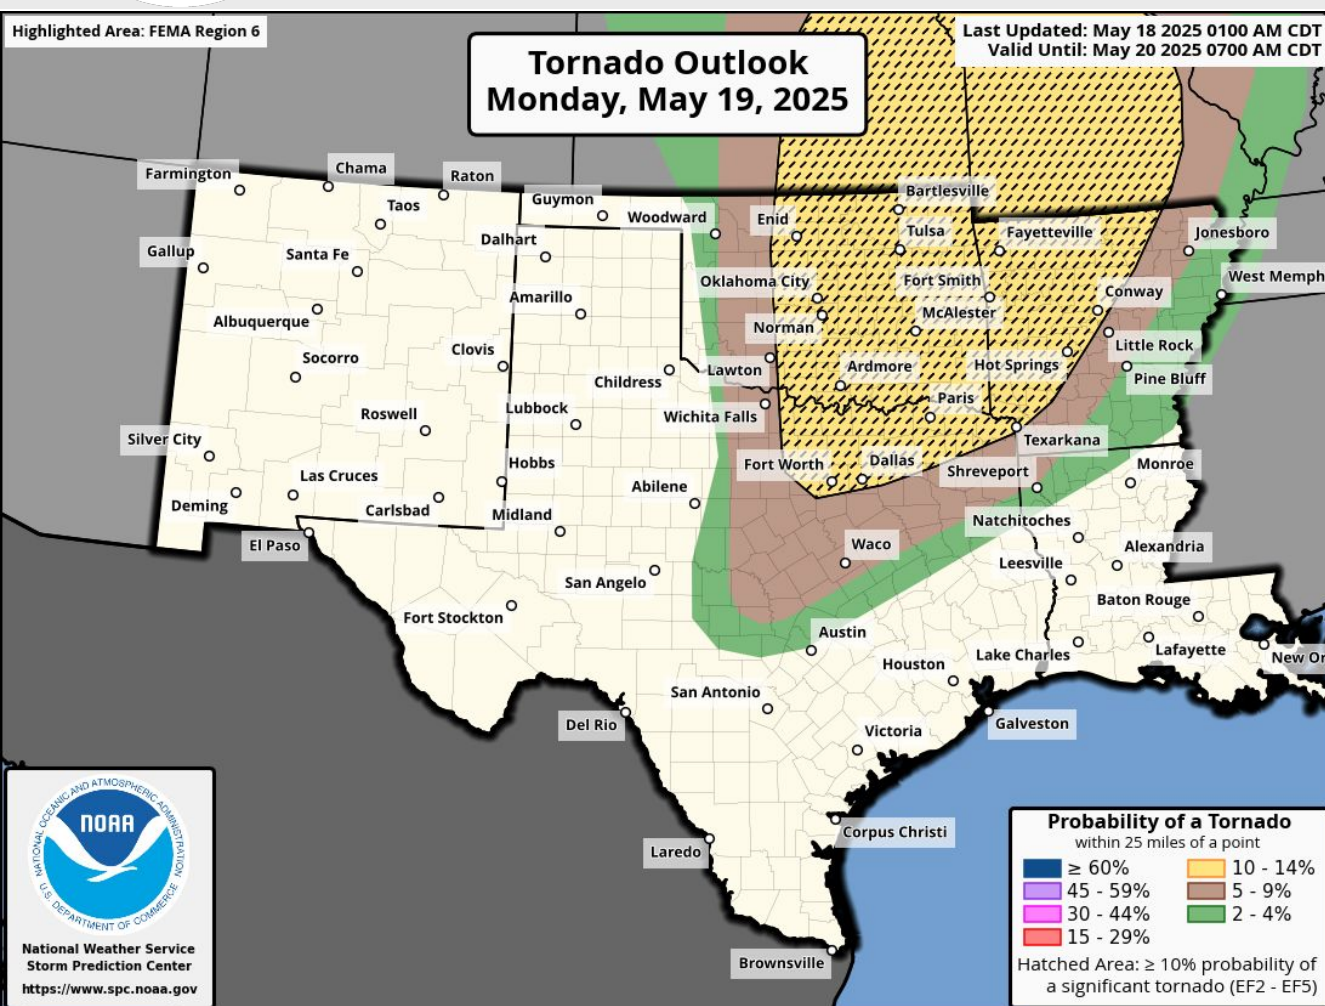 Highlighted Area: FEMA Region 6
Last Updated: May 18 2025 0100 AM CDT
Valid Until: May 20 2025 0700 AM CDT
Tornado Outlook
Monday, May 19, 2025
Farmington
Chama
Raton
Taos
Guymon
Woodward
Enid
Bartlesville
Tulsa
Fayetteville
Jonesboro
Gallup
Santa Fe
Dalhart
Oklahoma City
Fort Smith
West Memph
Albuquerque
Amarillo
Norman
McAlester
Conway
Socorro
Clovis
Childress
Lawton
Ardmore
Hot Springs
Little Rock
Pine Bluff
Roswell
Lubbock
Wichita Falls
Paris
Texarkana
Silver City
Las Cruces
Hobbs
Fort Worth
Dallas
Shreveport
Monroe
Deming
Carlsbad
Midland
Abilene
Natchitoches
El Paso
San Angelo
Waco
Leesville
Alexandria
Fort Stockton
Austin
Baton Rouge
Houston
Lake Charles
Lafayette
New Or
San Antonio
Del Rio
Victoria
Galveston
Laredo
Corpus Christi
Brownsville
NATIONAL OCEANIC AND ATMOSPHERIC ADMINISTRATION
NOAA
U.S. DEPARTMENT OF COMMERCE
National Weather Service
Storm Prediction Center
https://www.spc.noaa.gov
Probability of a Tornado
within 25 miles of a point
≥ 60% 10 - 14%
45 - 59% 5 - 9%
30 - 44% 2 - 4%
15 - 29%
Hatched Area: ≥ 10% probability of
a significant tornado (EF2 - EF5)